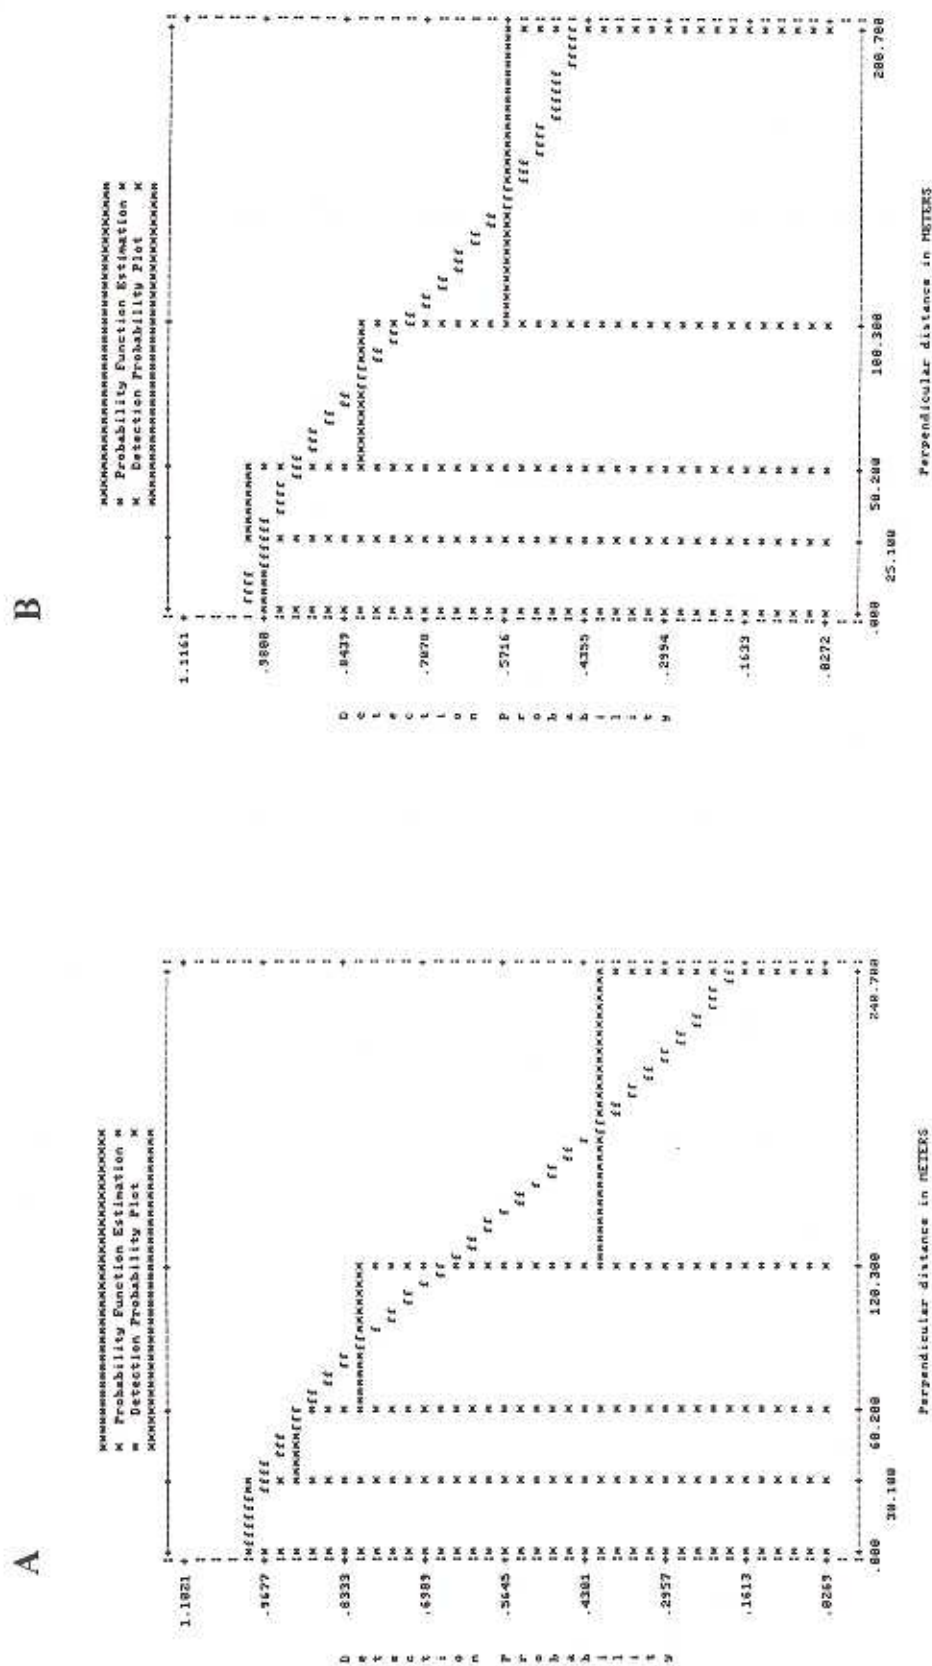 A
Probability Function Estimation
Detection Probability Plot
1.1021
.9677
.8333
.6989
.5645
.4301
.2957
.1613
.0269
Detection Probability
.000
30.100
60.200
120.300
240.700
Perpendicular distance in METERS
B
Probability Function Estimation
Detection Probability Plot
1.1161
.9800
.8439
.7078
.5716
.4355
.2994
.1633
.0272
Detection Probability
.000
25.100
50.200
100.300
200.700
Perpendicular distance in METERS